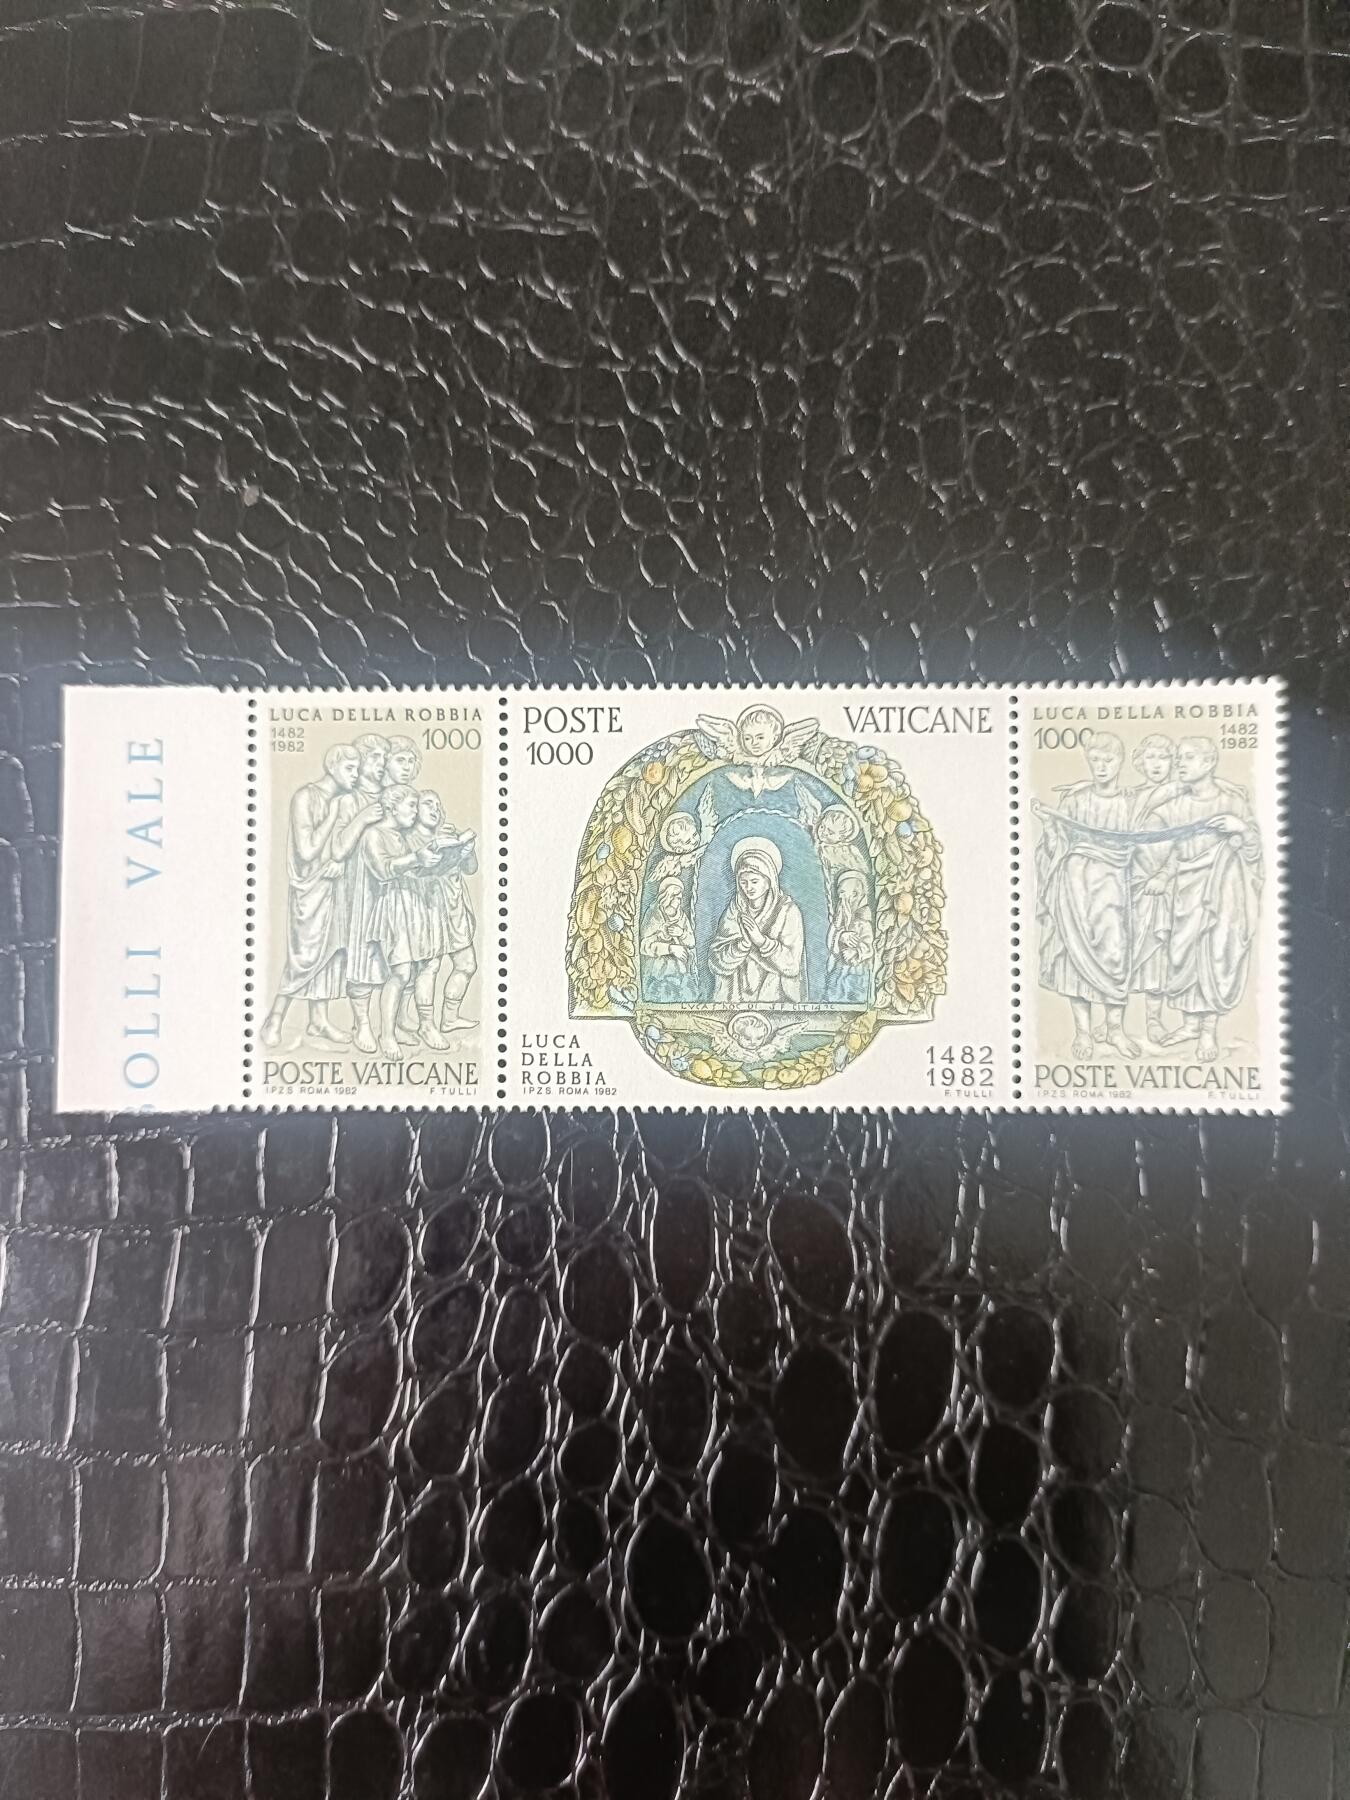 OLLI VALE
LUCA DELLA ROBBIA
1482
1982
1000
POSTE VATICANE
I.P.Z.S. ROMA 1982
F. TULLI
POSTE VATICANE
1000
LUCA
DELLA
ROBBIA
1482
1982
I.P.Z.S. ROMA 1982
F. TULLI
LUCA DELLA ROBBIA
1000
1482
1982
POSTE VATICANE
I.P.Z.S. ROMA 1982
F. TULLI